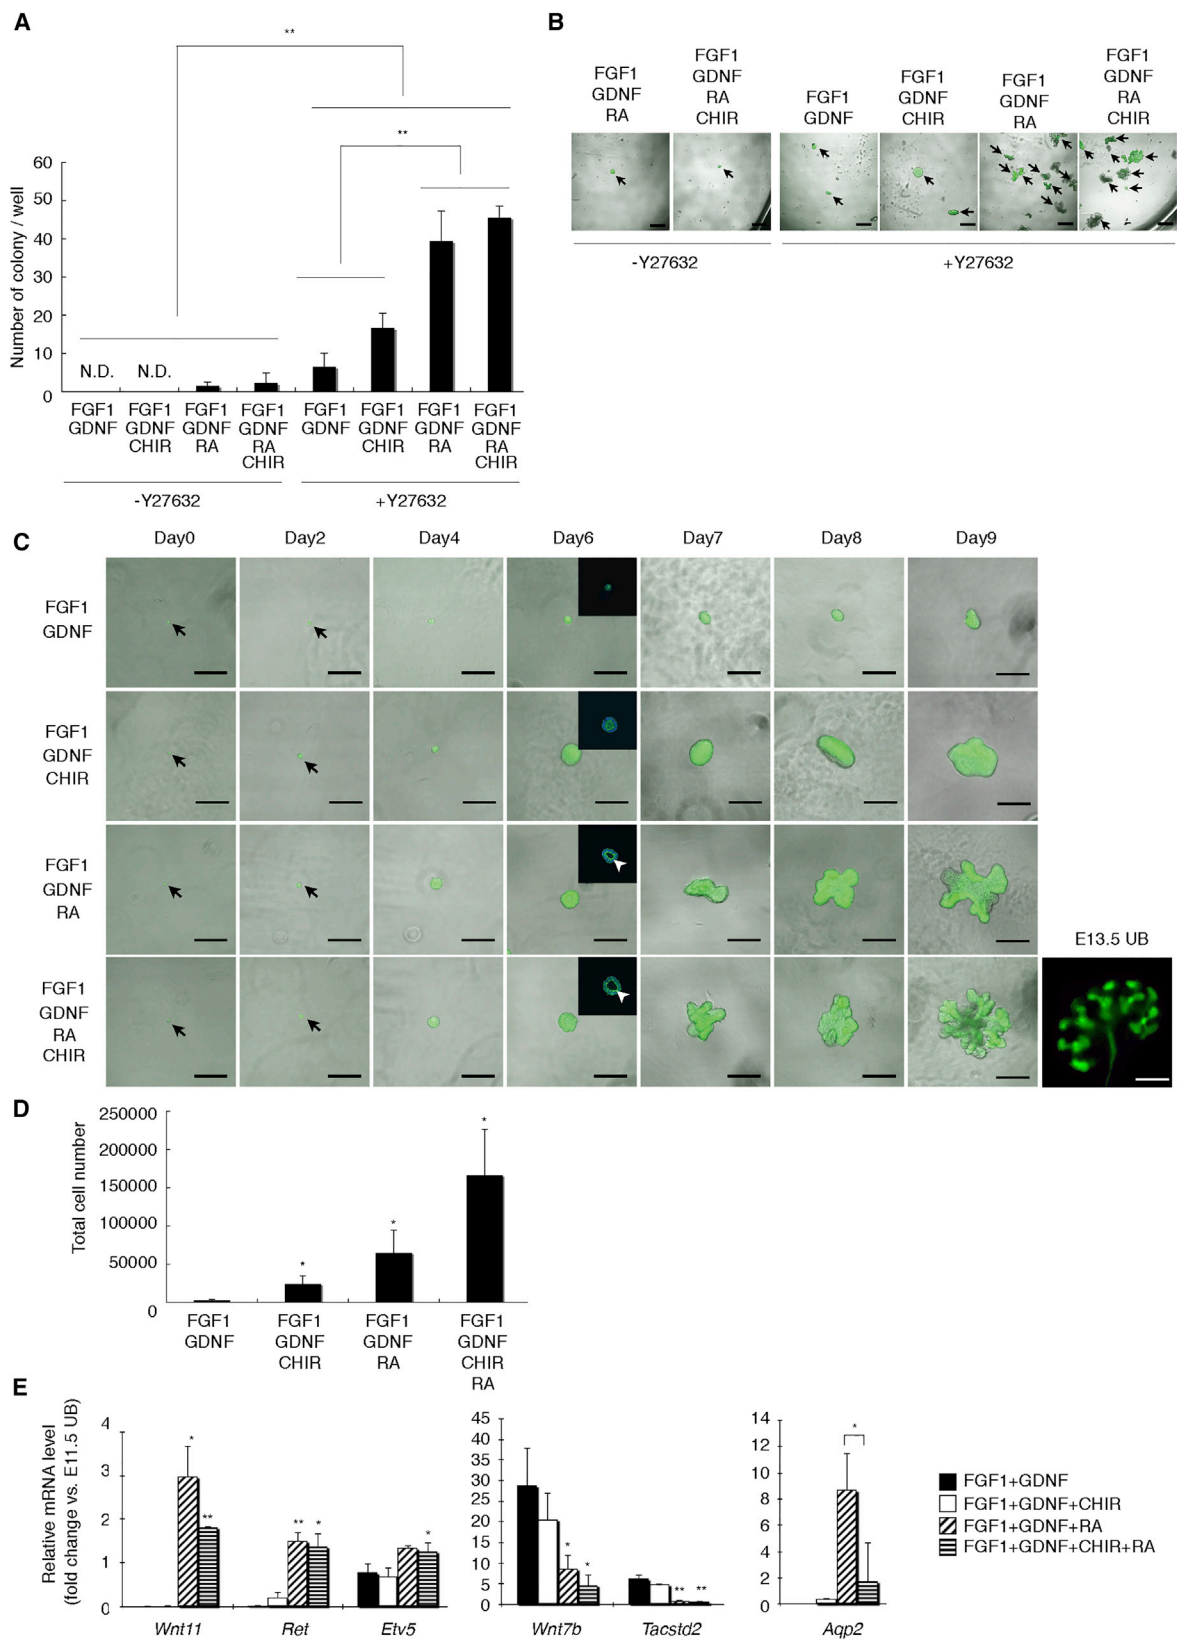 A
**
**
Number of colony / well
60
50
40
30
20
10
0
N.D.
N.D.
FGF1
GDNF
FGF1
GDNF
CHIR
FGF1
GDNF
RA
FGF1
GDNF
RA
CHIR
FGF1
GDNF
FGF1
GDNF
CHIR
FGF1
GDNF
RA
FGF1
GDNF
RA
CHIR
-Y27632
+Y27632
B
FGF1
GDNF
RA
FGF1
GDNF
RA
CHIR
FGF1
GDNF
FGF1
GDNF
CHIR
FGF1
GDNF
RA
FGF1
GDNF
RA
CHIR
-Y27632
+Y27632
C
Day0
Day2
Day4
Day6
Day7
Day8
Day9
FGF1
GDNF
FGF1
GDNF
CHIR
FGF1
GDNF
RA
FGF1
GDNF
RA
CHIR
E13.5 UB
D
Total cell number
250000
200000
150000
100000
50000
0
*
*
*
FGF1
GDNF
FGF1
GDNF
CHIR
FGF1
GDNF
RA
FGF1
GDNF
CHIR
RA
E
Relative mRNA level
(fold change vs. E11.5 UB)
4
3
2
1
0
*
**
**
*
*
Wnt11
Ret
Etv5
45
40
35
30
25
20
15
10
5
0
*
*
**
**
Wnt7b
Tacstd2
14
12
10
8
6
4
2
0
*
Aqp2
FGF1+GDNF
FGF1+GDNF+CHIR
FGF1+GDNF+RA
FGF1+GDNF+CHIR+RA